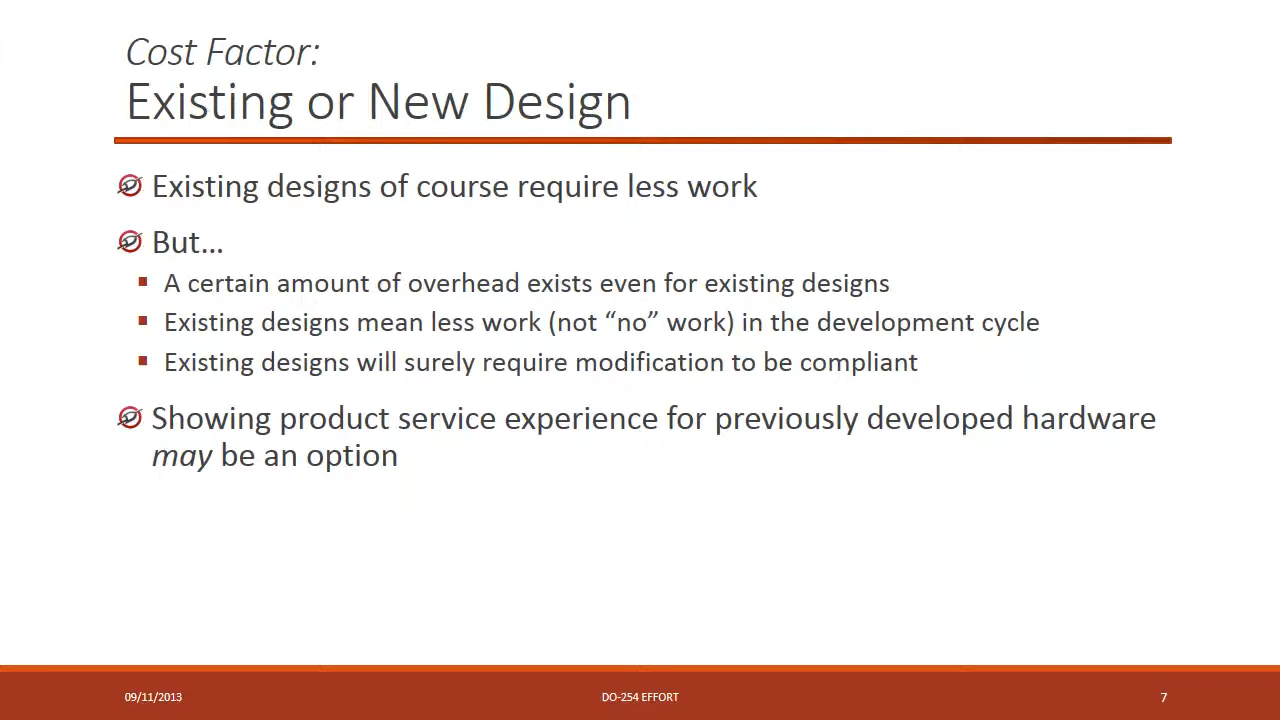 Cost Factor:
Existing or New Design
Existing designs of course require less work
But…
A certain amount of overhead exists even for existing designs
Existing designs mean less work (not “no” work) in the development cycle
Existing designs will surely require modification to be compliant
Showing product service experience for previously developed hardware
may be an option
09/11/2013
DO-254 EFFORT
7